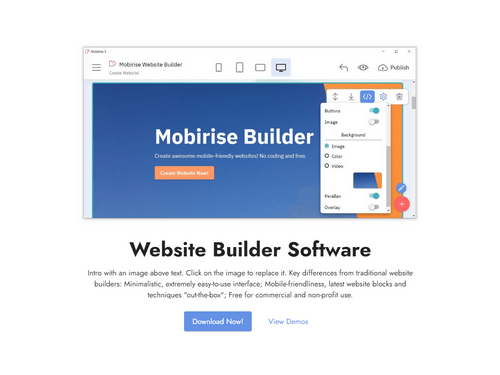 Mobirise 5
Mobirise Website Builder
Create Website!
Publish
Buttons
Image
Background
Image
Color
Video
Parallax
Overlay
Mobirise Builder
Create awesome mobile-friendly websites! No coding and free.
Create Website Now!
Website Builder Software
Intro with an image above text. Click on the image to replace it. Key differences from traditional website
builders: Minimalistic, extremely easy-to-use interface; Mobile-friendliness, latest website blocks and
techniques "out-the-box"; Free for commercial and non-profit use.
Download Now!
View Demos